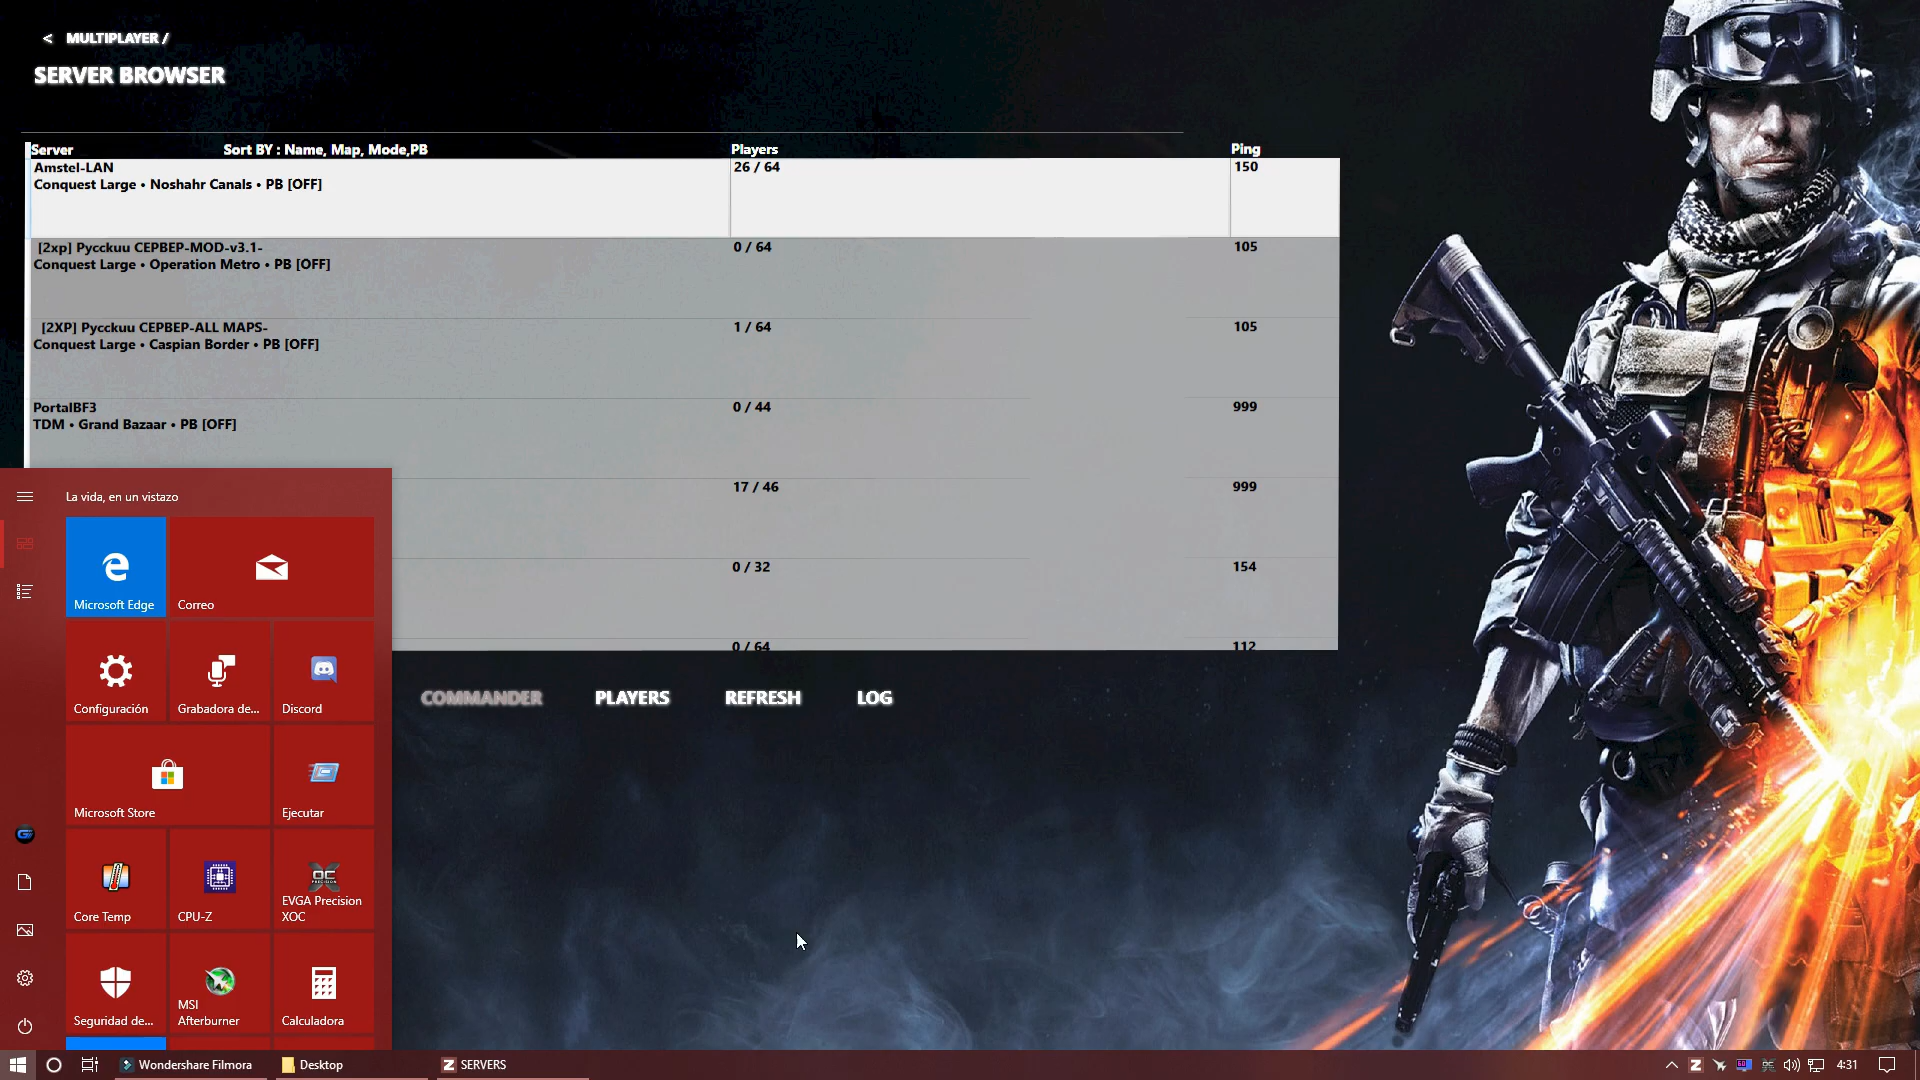 < MULTIPLAYER /
SERVER BROWSER
Server Sort BY : Name, Map, Mode,PB Players Ping
Amstel-LAN 26 / 64 150
Conquest Large • Noshahr Canals • PB [OFF]
[2xp] Pycckuu CEPBEP-MOD-v3.1- 0 / 64 105
Conquest Large • Operation Metro • PB [OFF]
[2XP] Pycckuu CEPBEP-ALL MAPS- 1 / 64 105
Conquest Large • Caspian Border • PB [OFF]
PortalBF3 0 / 44 999
TDM • Grand Bazaar • PB [OFF]
17 / 46 999
0 / 32 154
0 / 64 112
COMMANDER PLAYERS REFRESH LOG
La vida, en un vistazo
Microsoft Edge Correo
Configuración Grabadora de... Discord
Microsoft Store Ejecutar
Core Temp CPU-Z EVGA Precision
XOC
Seguridad de... MSI
Afterburner Calculadora
Wondershare Filmora Desktop SERVERS 4:31